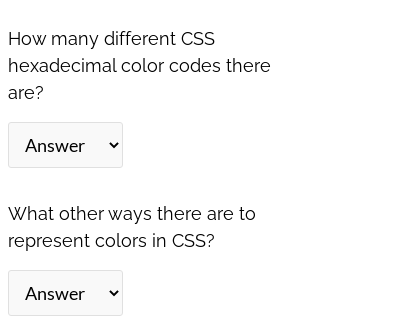 How many different CSS
hexadecimal color codes there
are?
Answer
What other ways there are to
represent colors in CSS?
Answer